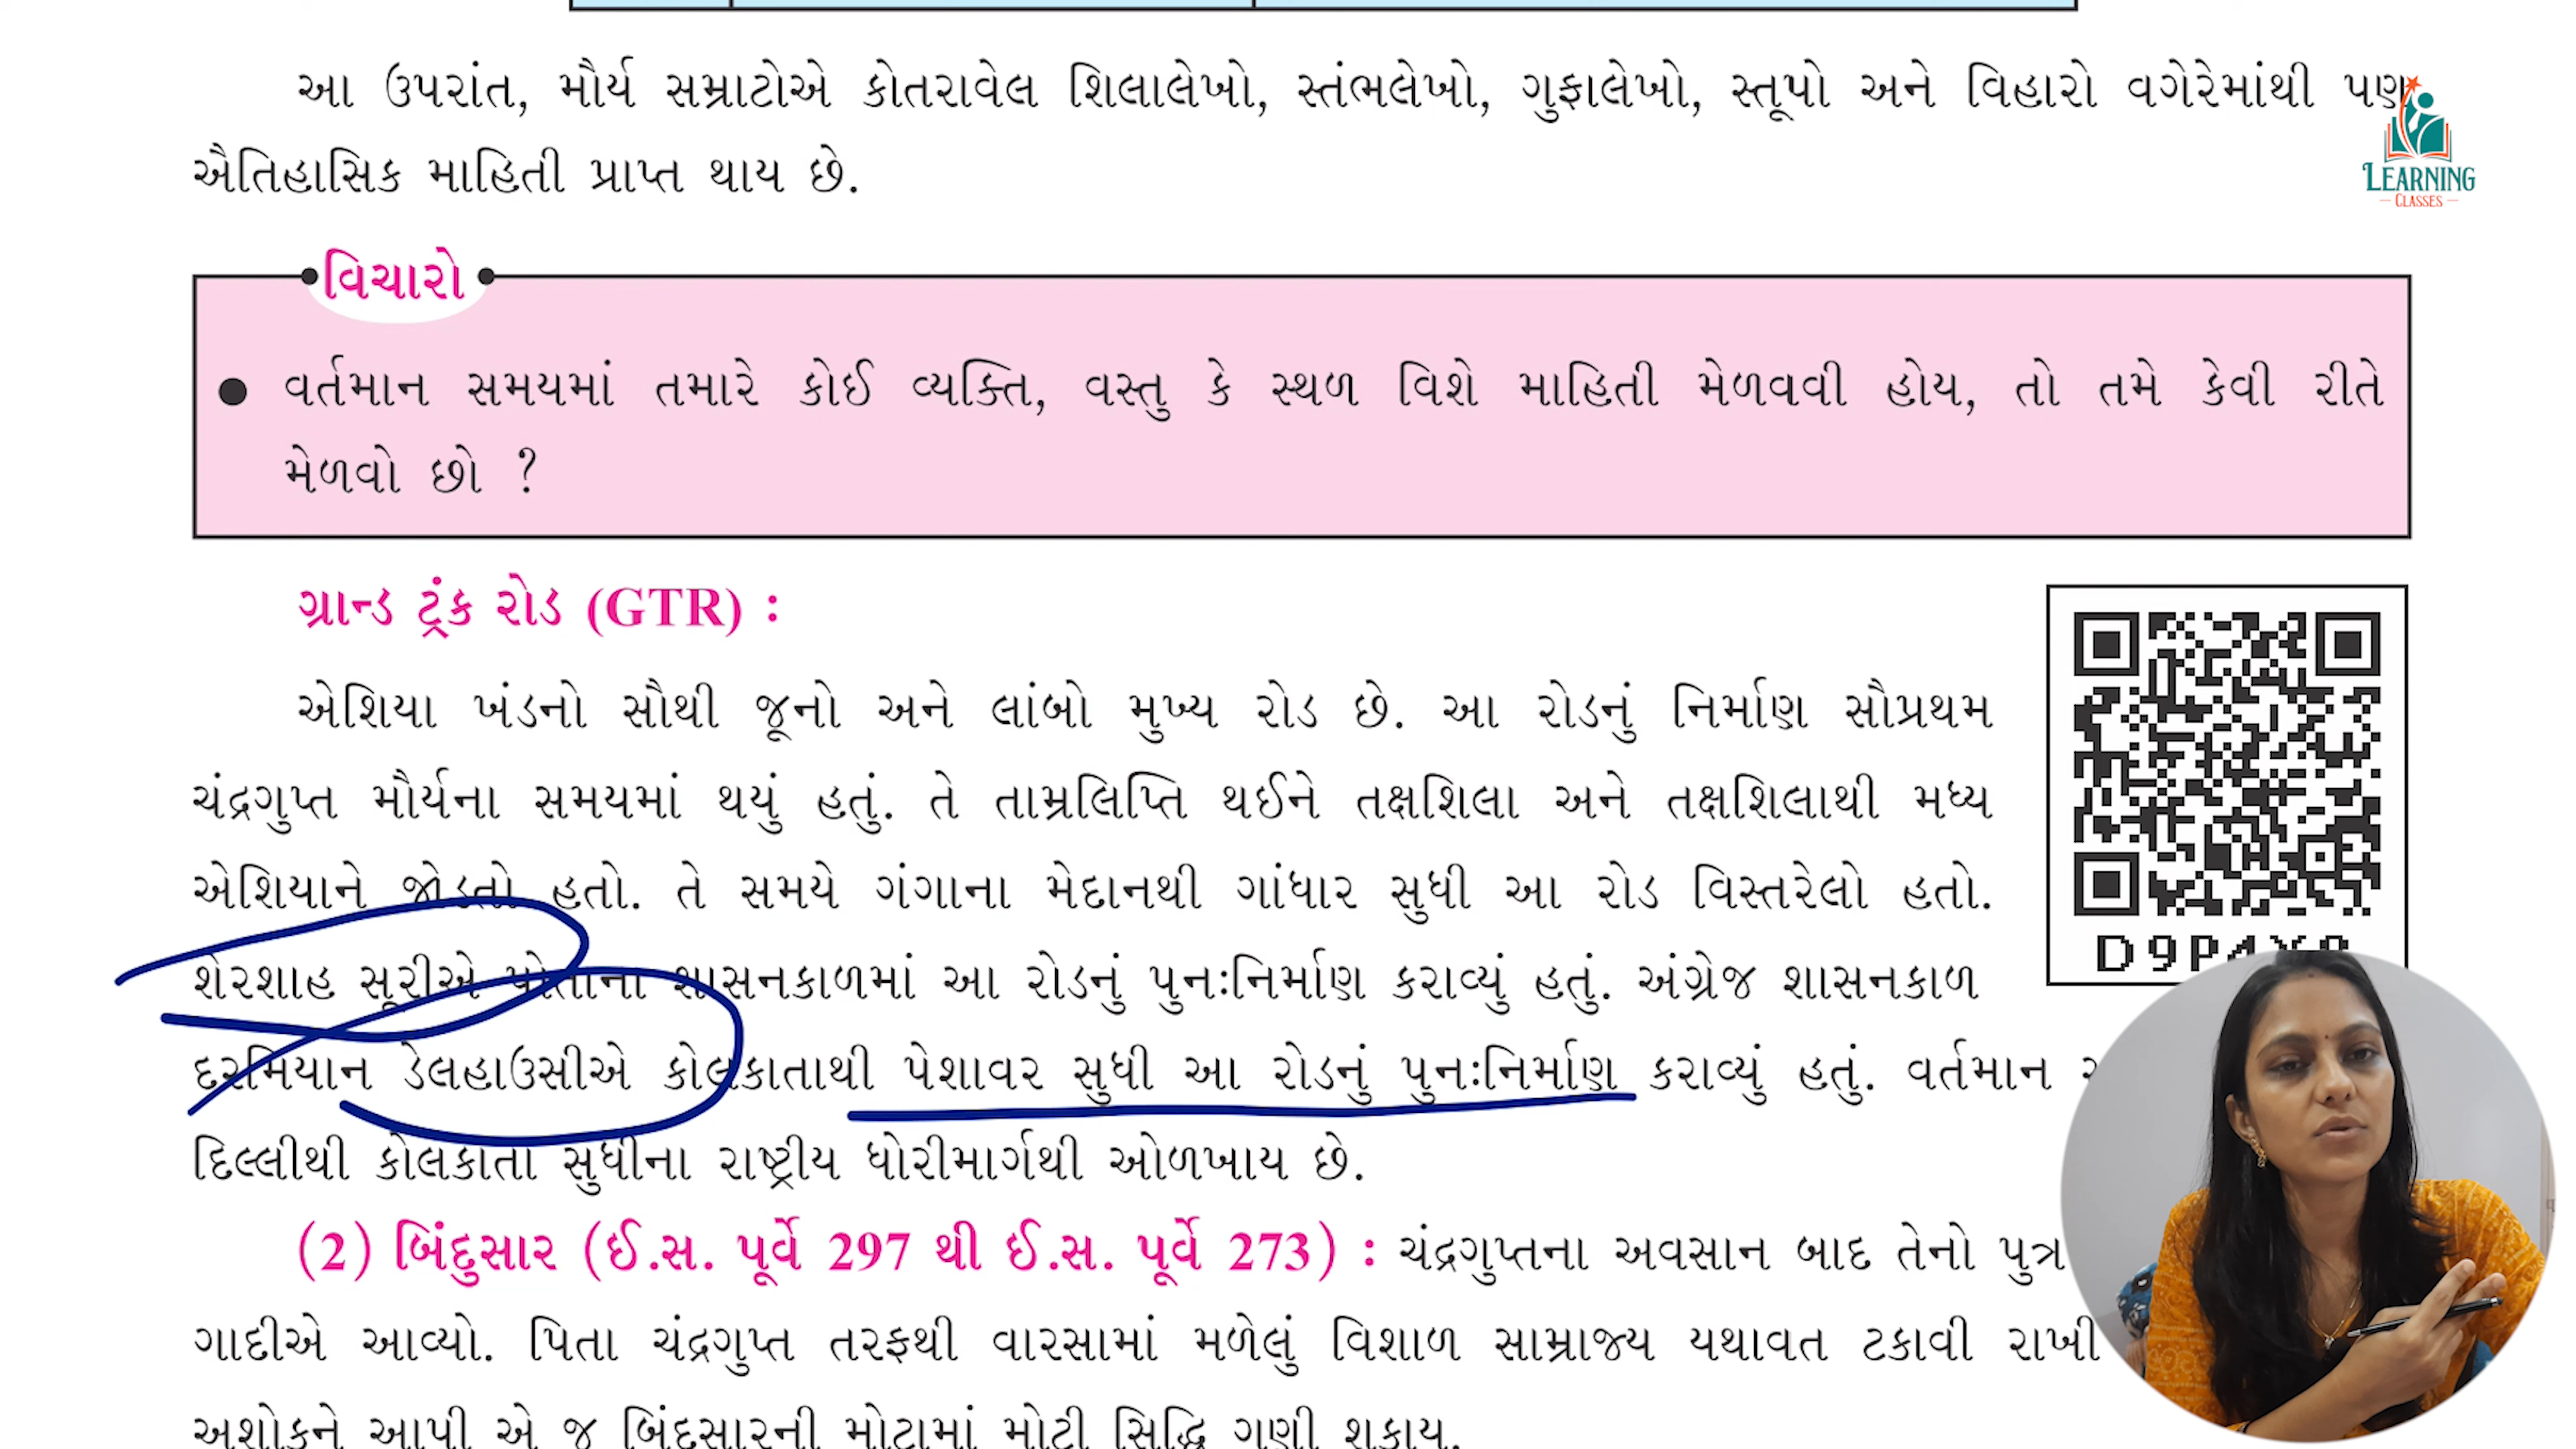 આ ઉપરાંત, મૌર્ય સમ્રાટોએ કોતરાવેલ શિલાલેખો, સ્તંભલેખો, ગુફાલેખો, સ્તૂપો અને વિહારો વગેરેમાંથી પણ
LEARNING
CLASSES
ઐતિહાસિક માહિતી પ્રાપ્ત થાય છે.
વિચારો
● વર્તમાન સમયમાં તમારે કોઈ વ્યક્તિ, વસ્તુ કે સ્થળ વિશે માહિતી મેળવવી હોય, તો તમે કેવી રીતે
મેળવો છો ?
ગ્રાન્ડ ટ્રંક રોડ (GTR) :
એશિયા ખંડનો સૌથી જૂનો અને લાંબો મુખ્ય રોડ છે. આ રોડનું નિર્માણ સૌપ્રથમ
ચંદ્રગુપ્ત મૌર્યના સમયમાં થયું હતું. તે તામ્રલિપ્તિ થઈને તક્ષશિલા અને તક્ષશિલાથી મધ્ય
એશિયાને જોડતો હતો. તે સમયે ગંગાના મેદાનથી ગાંધાર સુધી આ રોડ વિસ્તરેલો હતો.
શેરશાહ સૂરીએ પોતાના શાસનકાળમાં આ રોડનું પુનઃનિર્માણ કરાવ્યું હતું. અંગ્રેજ શાસનકાળ
દરમિયાન ડેલહાઉસીએ કોલકાતાથી પેશાવર સુધી આ રોડનું પુનઃનિર્માણ કરાવ્યું હતું. વર્તમાન
દિલ્લીથી કોલકાતા સુધીના રાષ્ટ્રીય ધોરીમાર્ગથી ઓળખાય છે.
(2) બિંદુસાર (ઈ.સ. પૂર્વે 297 થી ઈ.સ. પૂર્વે 273) : ચંદ્રગુપ્તના અવસાન બાદ તેનો પુત્ર
ગાદીએ આવ્યો. પિતા ચંદ્રગુપ્ત તરફથી વારસામાં મળેલું વિશાળ સામ્રાજ્ય યથાવત ટકાવી રાખી
અશોકને આપી એ જ બિંદુસારની મોટામાં મોટી સિદ્ધિ ગણી શકાય.